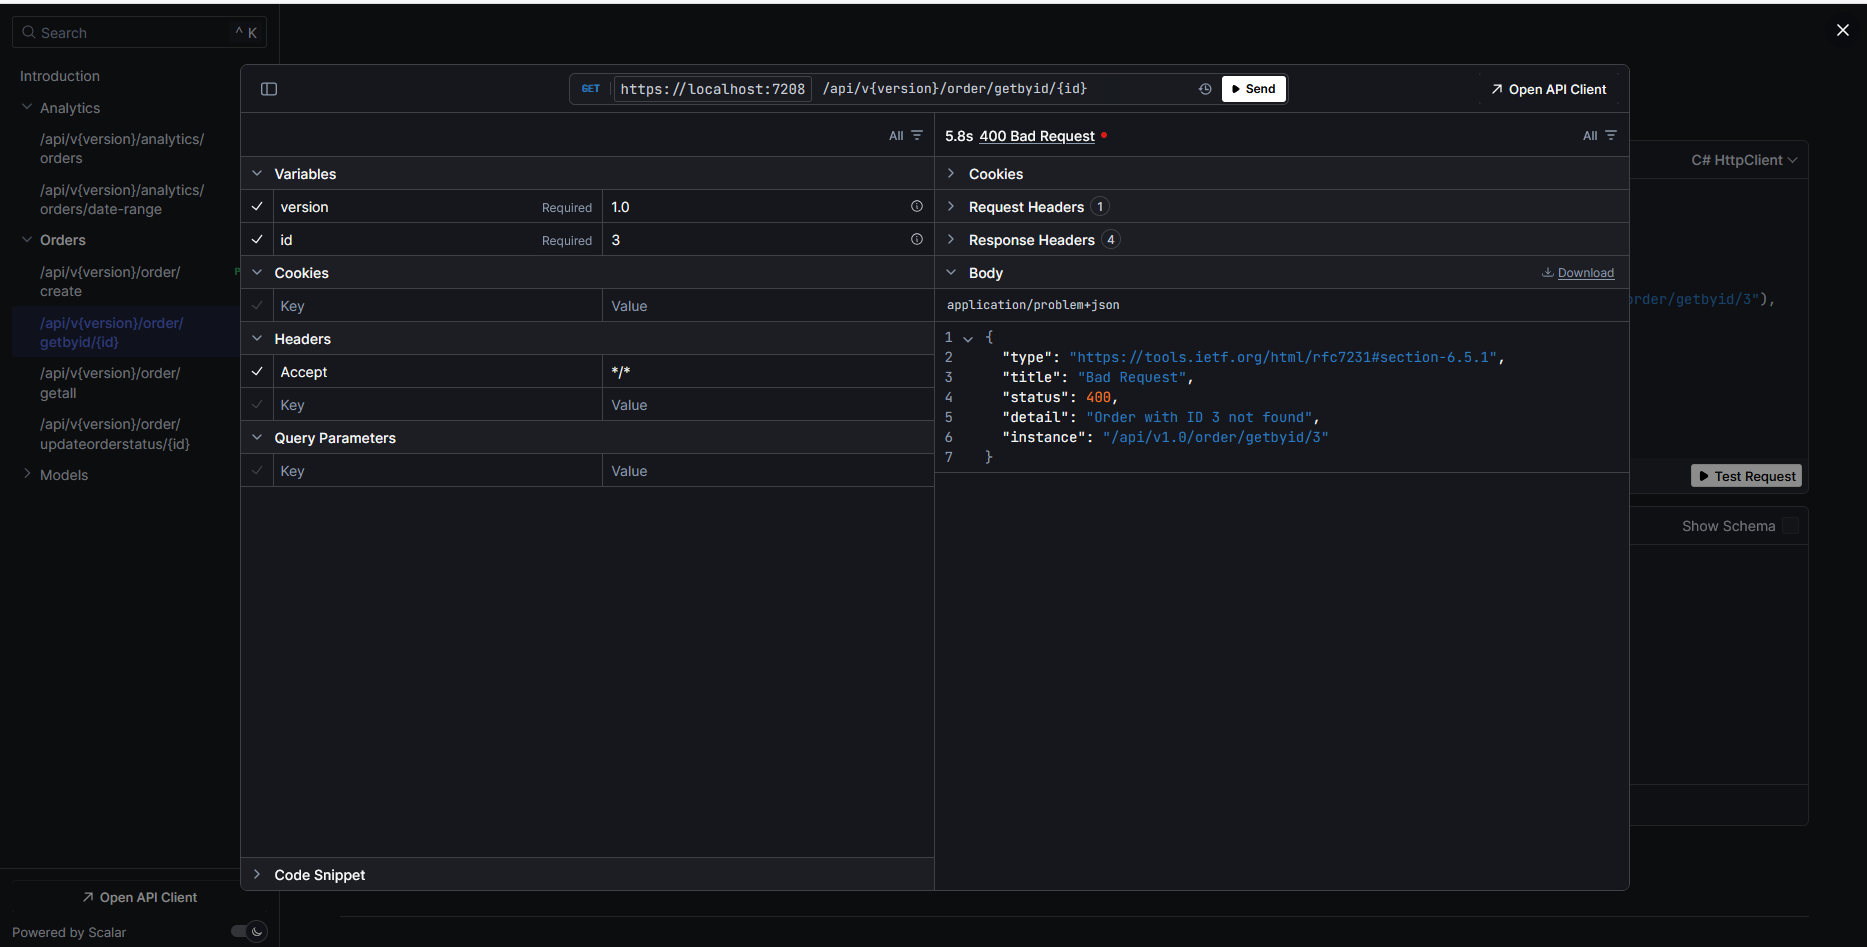 Search
^ K
Introduction
Analytics
/api/v{version}/analytics/
orders
/api/v{version}/analytics/
orders/date-range
Orders
/api/v{version}/order/
create
/api/v{version}/order/
getbyid/{id}
/api/v{version}/order/
getall
/api/v{version}/order/
updateorderstatus/{id}
Models
Open API Client
Powered by Scalar
GET
https://localhost:7208
/api/v{version}/order/getbyid/{id}
Send
Open API Client
All
Variables
version Required 1.0
id Required 3
Cookies
Key Value
Headers
Accept */*
Key Value
Query Parameters
Key Value
Code Snippet
5.8s 400 Bad Request
All
Cookies
Request Headers 1
Response Headers 4
Body
Download
application/problem+json
1 {
2 "type": "https://tools.ietf.org/html/rfc7231#section-6.5.1",
3 "title": "Bad Request",
4 "status": 400,
5 "detail": "Order with ID 3 not found",
6 "instance": "/api/v1.0/order/getbyid/3"
7 }
C# HttpClient
order/getbyid/3"),
Test Request
Show Schema